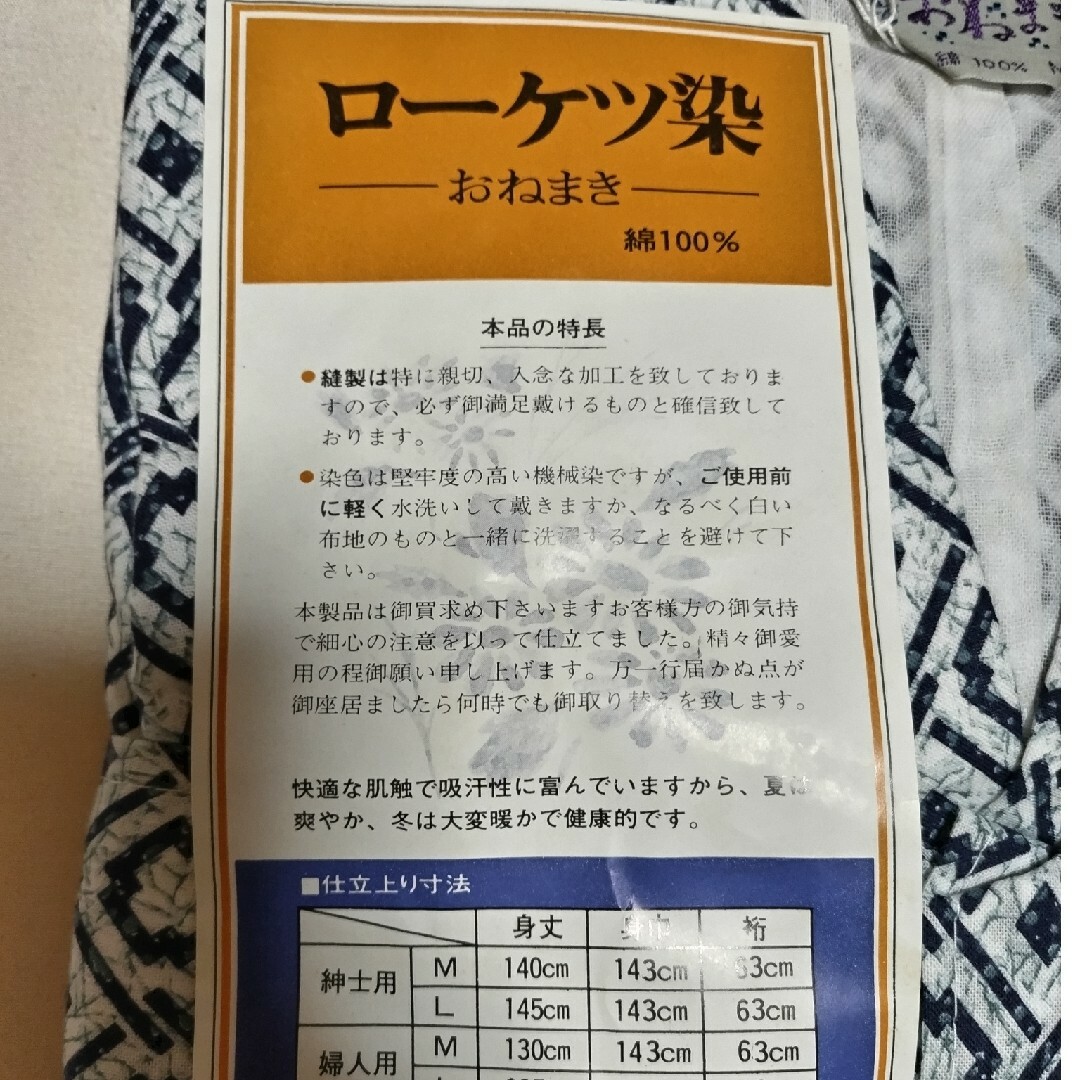 ローケツ染
おねまき
綿100%
おねま
綿 100%
本品の特長
●縫製は特に親切、入念な加工を致しておりま
すので、必ず御満足戴けるものと確信致して
おります。
●染色は堅牢度の高い機械染ですが、ご使用前
に軽く水洗いして戴きますか、なるべく白い
布地のものと一緒に洗濯することを避けて下
さい。
本製品は御買求め下さいますお客様方の御気持
で細心の注意を以って仕立てました。精々御愛
用の程御願い申し上げます。万一行届かぬ点が
御座居ましたら何時でも御取り替えを致します。
快適な肌触で吸汗性に富んでいますから、夏は
爽やか、冬は大変暖かで健康的です。
■仕立上り寸法
身丈 身巾 裄
紳士用 M 140cm 143cm 63cm
L 145cm 143cm 63cm
婦人用 M 130cm 143cm 63cm